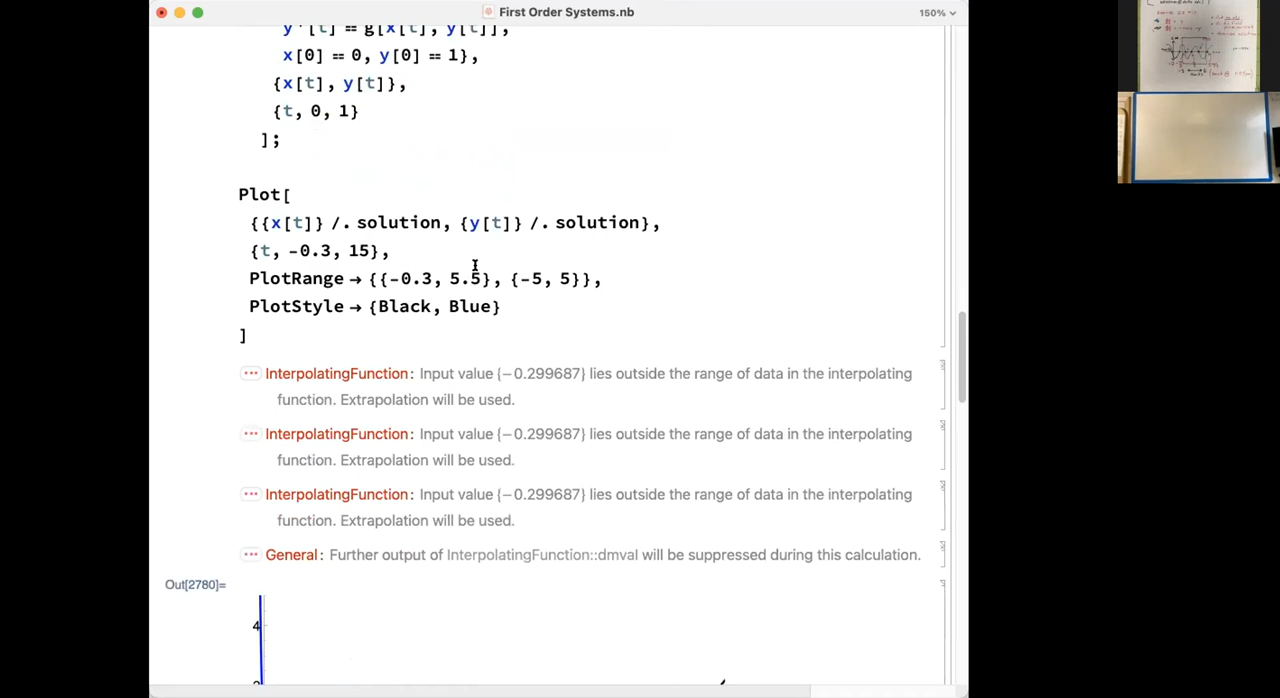 First Order Systems.nb
150%
y'[t] == g[x[t], y[t]],
x[0] == 0, y[0] == 1},
{x[t], y[t]},
{t, 0, 1}
];
Plot[
{{x[t]} /. solution, {y[t]} /. solution},
{t, -0.3, 15},
PlotRange → {{-0.3, 5.5}, {-5, 5}},
PlotStyle → {Black, Blue}
]
InterpolatingFunction: Input value {-0.299687} lies outside the range of data in the interpolating
function. Extrapolation will be used.
InterpolatingFunction: Input value {-0.299687} lies outside the range of data in the interpolating
function. Extrapolation will be used.
InterpolatingFunction: Input value {-0.299687} lies outside the range of data in the interpolating
function. Extrapolation will be used.
General: Further output of InterpolatingFunction::dmval will be suppressed during this calculation.
Out[2780]=
4